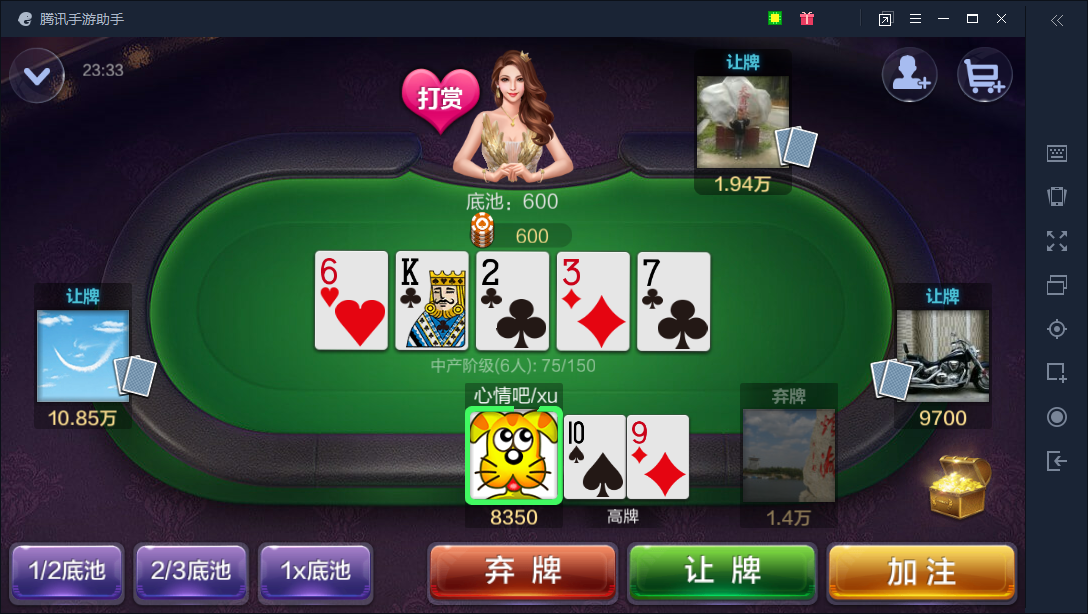 腾讯手游助手
23:33
打赏
让牌
1.94万
底池：600
600
6
K
2
3
7
让牌
10.85万
让牌
9700
中产阶级(6人): 75/150
心情吧/xu
10
9
8350
高牌
弃牌
1.4万
1/2底池
2/3底池
1x底池
弃 牌
让 牌
加 注